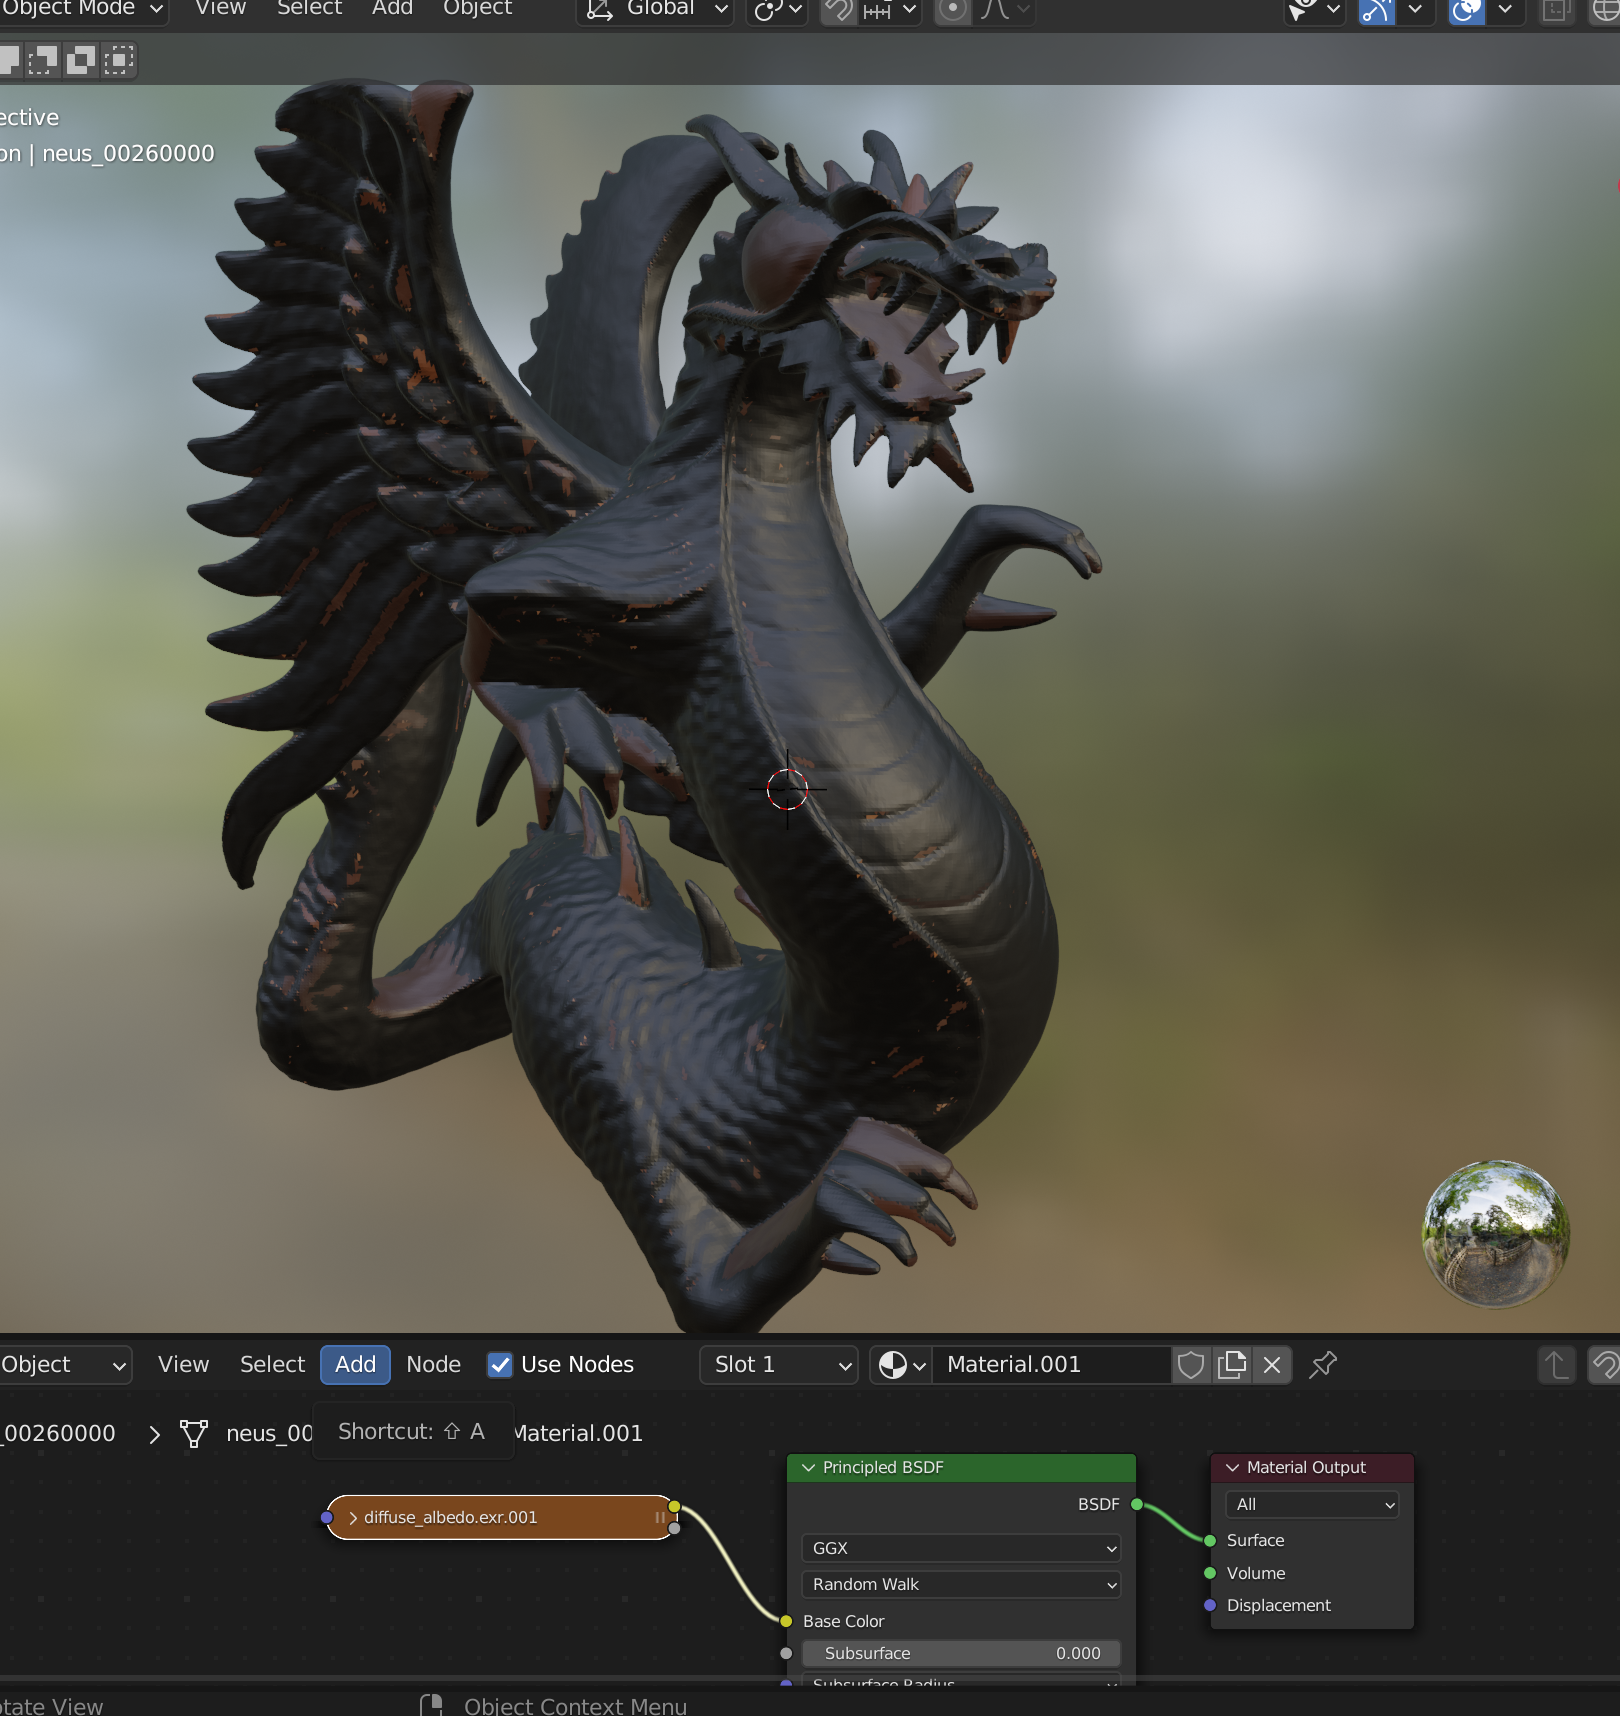 Object Mode
View
Select
Add
Object
Global
ective
on | neus_00260000
Object
View
Select
Add
Node
Use Nodes
Slot 1
Material.001
_00260000
neus_00
Shortcut: ⇧ A
Material.001
diffuse_albedo.exr.001
Principled BSDF
BSDF
GGX
Random Walk
Base Color
Subsurface 0.000
Subsurface Radius
Material Output
All
Surface
Volume
Displacement
otate View
Object Context Menu